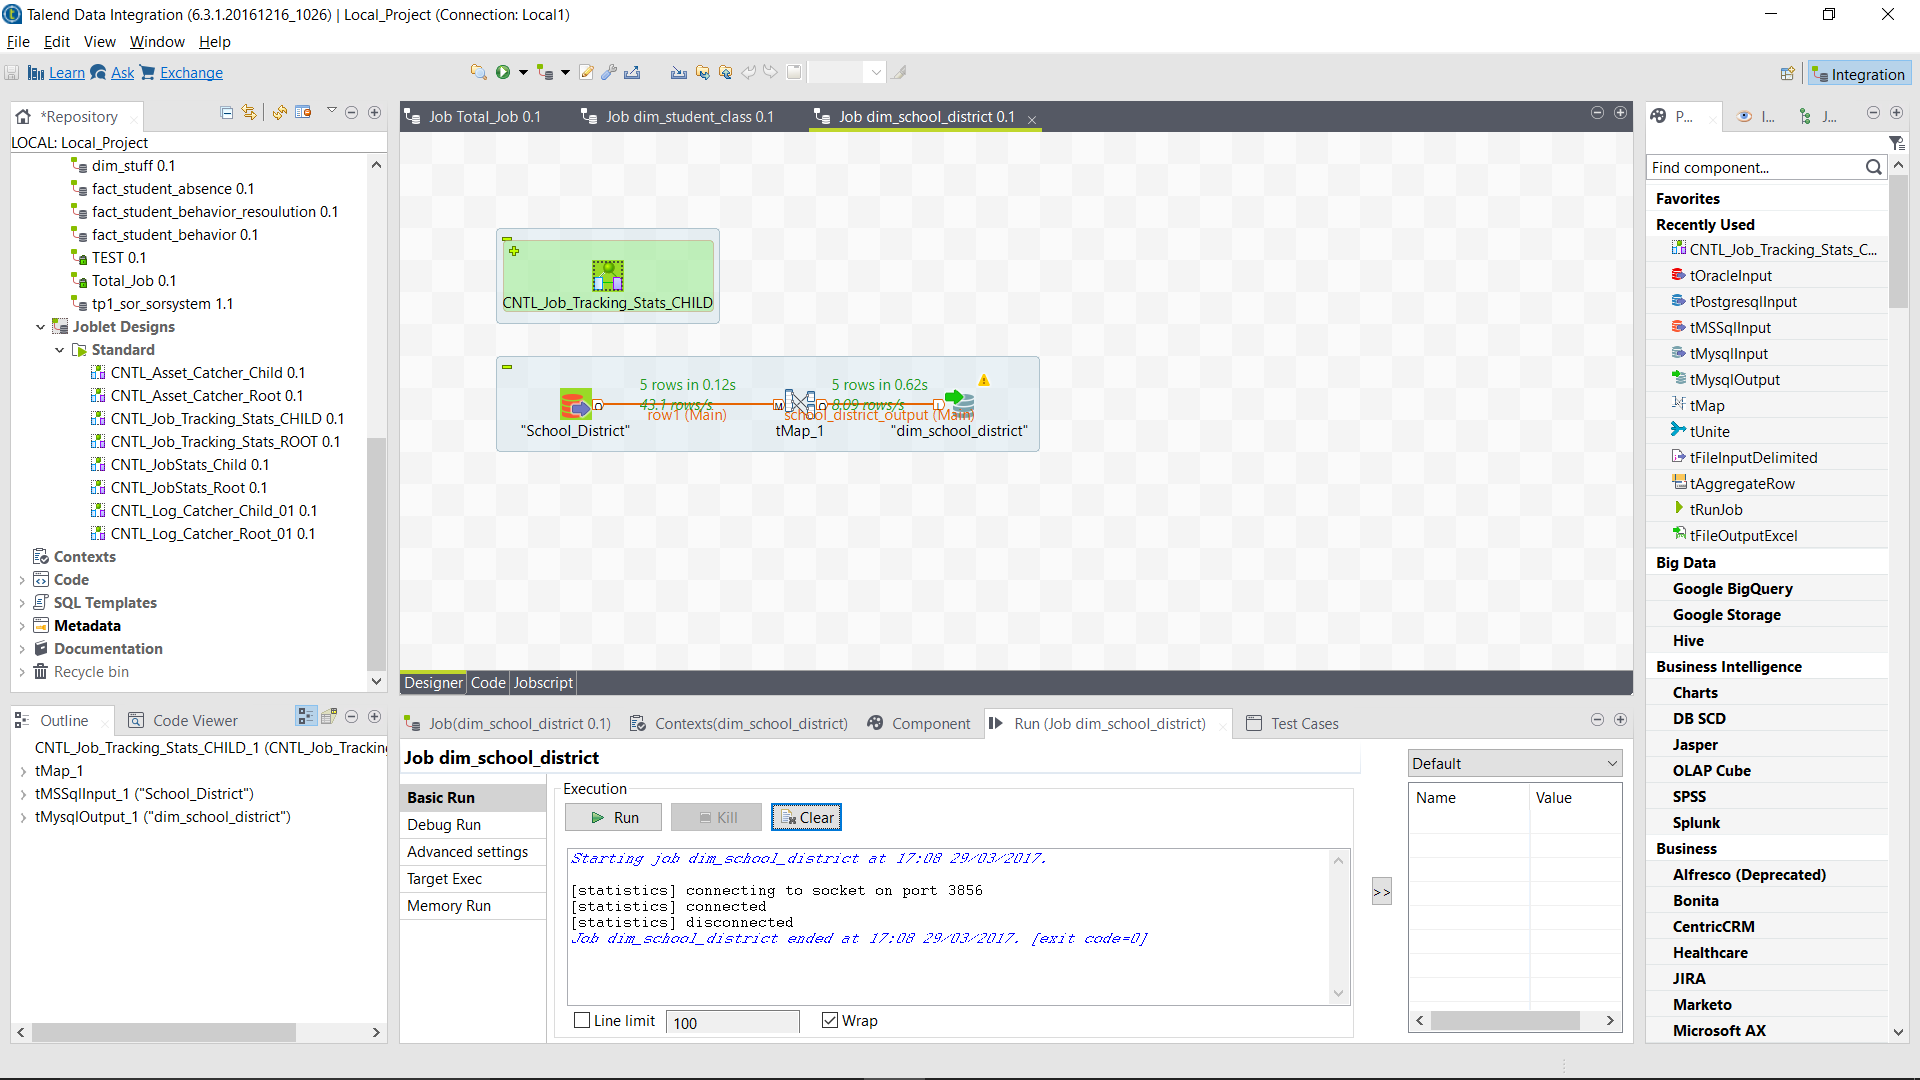 Talend Data Integration (6.3.1.20161216_1026) | Local_Project (Connection: Local1)
File Edit View Window Help
Learn Ask Exchange
Integration
*Repository
LOCAL: Local_Project
dim_stuff 0.1
fact_student_absence 0.1
fact_student_behavior_resoulution 0.1
fact_student_behavior 0.1
TEST 0.1
Total_Job 0.1
tp1_sor_sorsystem 1.1
Joblet Designs
Standard
CNTL_Asset_Catcher_Child 0.1
CNTL_Asset_Catcher_Root 0.1
CNTL_Job_Tracking_Stats_CHILD 0.1
CNTL_Job_Tracking_Stats_ROOT 0.1
CNTL_JobStats_Child 0.1
CNTL_JobStats_Root 0.1
CNTL_Log_Catcher_Child_01 0.1
CNTL_Log_Catcher_Root_01 0.1
Contexts
Code
SQL Templates
Metadata
Documentation
Recycle bin
Outline
Code Viewer
CNTL_Job_Tracking_Stats_CHILD_1 (CNTL_Job_Tracking
tMap_1
tMSSqlInput_1 ("School_District")
tMysqlOutput_1 ("dim_school_district")
Job Total_Job 0.1
Job dim_student_class 0.1
Job dim_school_district 0.1
CNTL_Job_Tracking_Stats_CHILD
5 rows in 0.12s
43.1 rows/s
row1 (Main)
5 rows in 0.62s
8.09 rows/s
school_district_output (Main)
"School_District"
tMap_1
"dim_school_district"
Designer Code Jobscript
Job(dim_school_district 0.1)
Contexts(dim_school_district)
Component
Run (Job dim_school_district)
Test Cases
Job dim_school_district
Basic Run
Debug Run
Advanced settings
Target Exec
Memory Run
Execution
Run
Kill
Clear
Starting job dim_school_district at 17:08 29/03/2017.
[statistics] connecting to socket on port 3856
[statistics] connected
[statistics] disconnected
Job dim_school_district ended at 17:08 29/03/2017. [exit code=0]
Line limit 100
Wrap
>>
Default
Name Value
P...
I...
J...
Find component...
Favorites
Recently Used
CNTL_Job_Tracking_Stats_C...
tOracleInput
tPostgresqlInput
tMSSqlInput
tMysqlInput
tMysqlOutput
tMap
tUnite
tFileInputDelimited
tAggregateRow
tRunJob
tFileOutputExcel
Big Data
Google BigQuery
Google Storage
Hive
Business Intelligence
Charts
DB SCD
Jasper
OLAP Cube
SPSS
Splunk
Business
Alfresco (Deprecated)
Bonita
CentricCRM
Healthcare
JIRA
Marketo
Microsoft AX